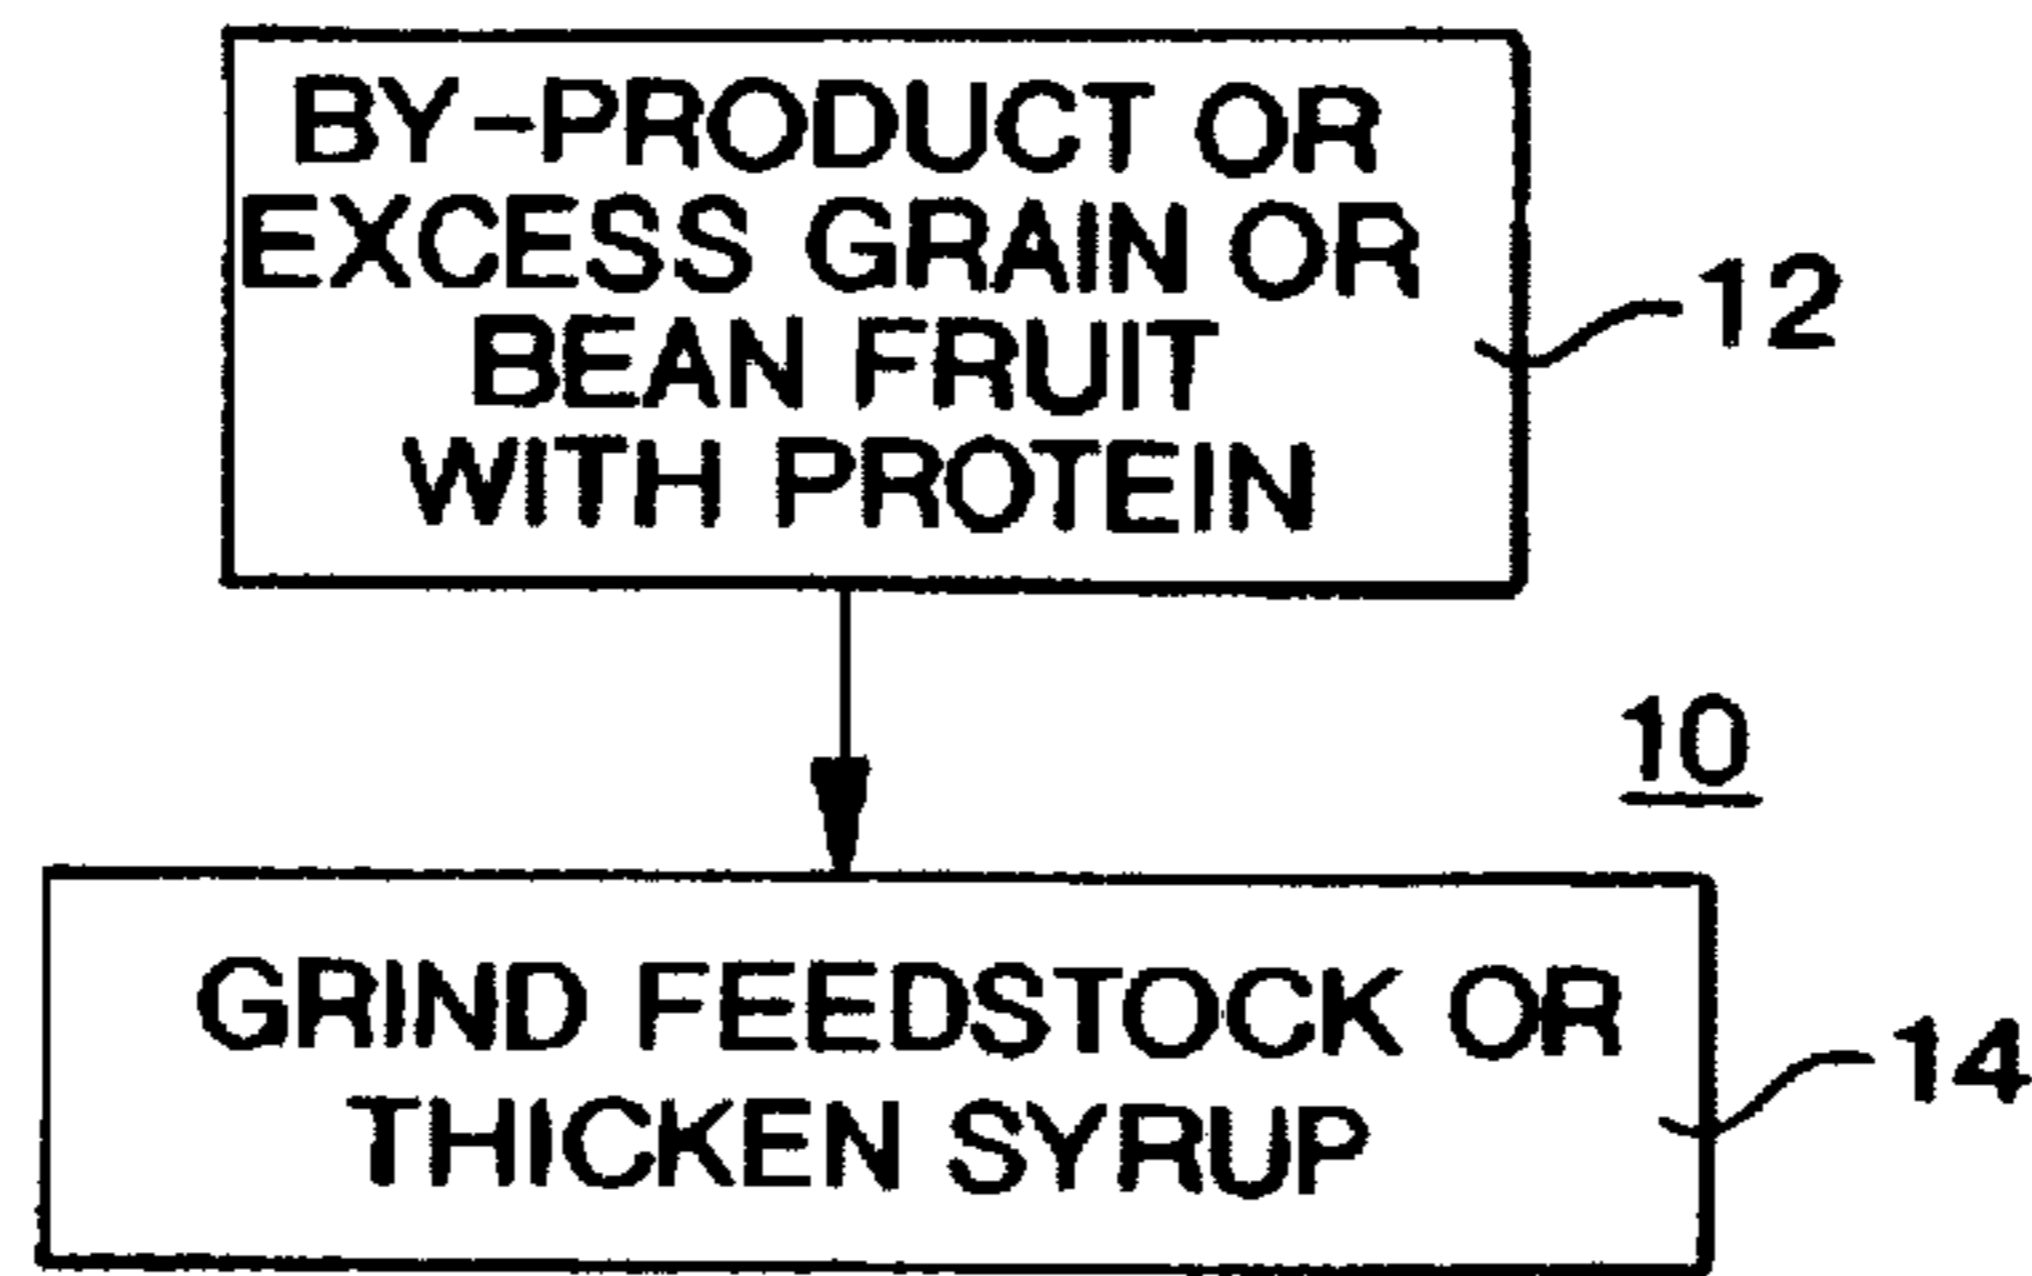 BY-PRODUCT OR
EXCESS GRAIN OR
BEAN FRUIT
WITH PROTEIN
12
10
GRIND FEEDSTOCK OR
THICKEN SYRUP
14